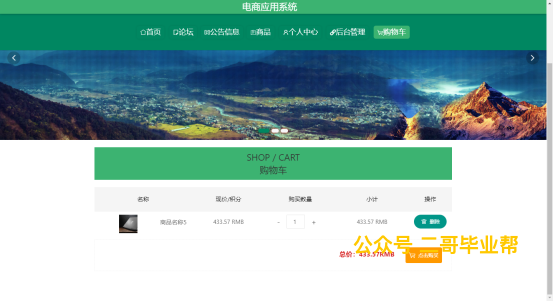 电商应用系统
首页 论坛 公告信息 商品 个人中心 后台管理 购物车
SHOP / CART
购物车
名称 现价/积分 购买数量 小计 操作
商品名称5 433.57 RMB - 1 + 433.57 RMB 删除
公众号 二哥毕业帮
总价：433.57RMB 点击购买